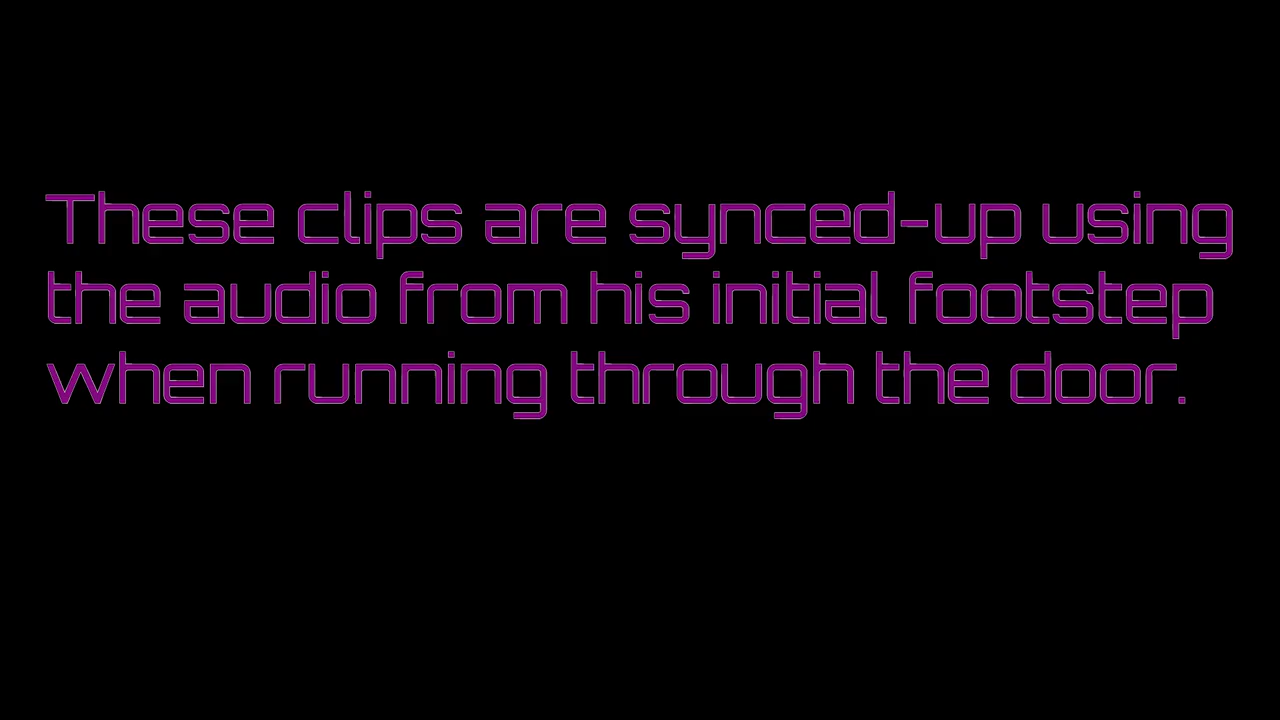 These clips are synced-up using
the audio from his initial footstep
when running through the door.